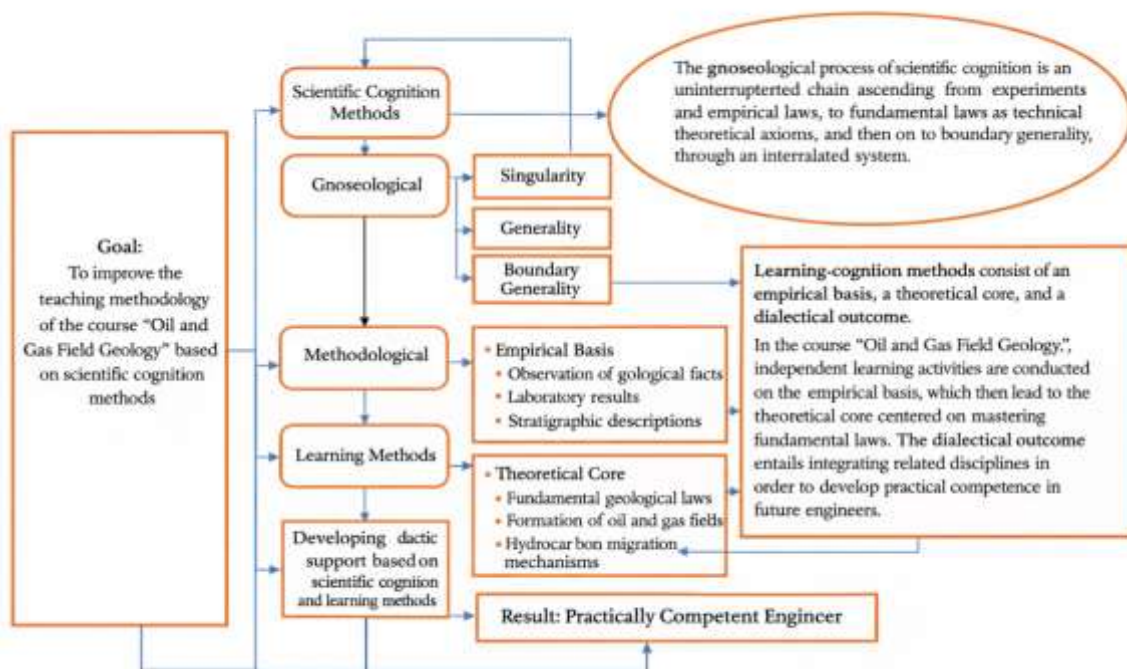 Goal:
To improve the
teaching methodology
of the course “Oil and
Gas Field Geology” based
on scientific cognition
methods
Scientific Cognition
Methods
Gnoseological
Singularity
Generality
Boundary
Generality
Methodological
• Empirical Basis
• Observation of gological facts
• Laboratory results
• Stratigraphic descriptions
Learning Methods
• Theoretical Core
• Fundamental geological laws
• Formation of oil and gas fields
• Hydrocarbon migration
mechanisms
Developing dactic
support based on
scientific cogniion
and learning methods
Result: Practically Competent Engineer
The gnoseological process of scientific cognition is an
uninterrupterted chain ascending from experiments
and empirical laws, to fundamental laws as technical
theoretical axioms, and then on to boundary generality,
through an interralated system.
Learning-cogniion methods consist of an
empirical basis, a theoretical core, and a
dialectical outcome.
In the course “Oil and Gas Field Geology.”,
independent learning activities are conducted
on the empirical basis, which then lead to the
theoretical core centered on mastering
fundamental laws. The dialectical outcome
entails integrating related disciplines in
order to develop practical competence in
future engineers.